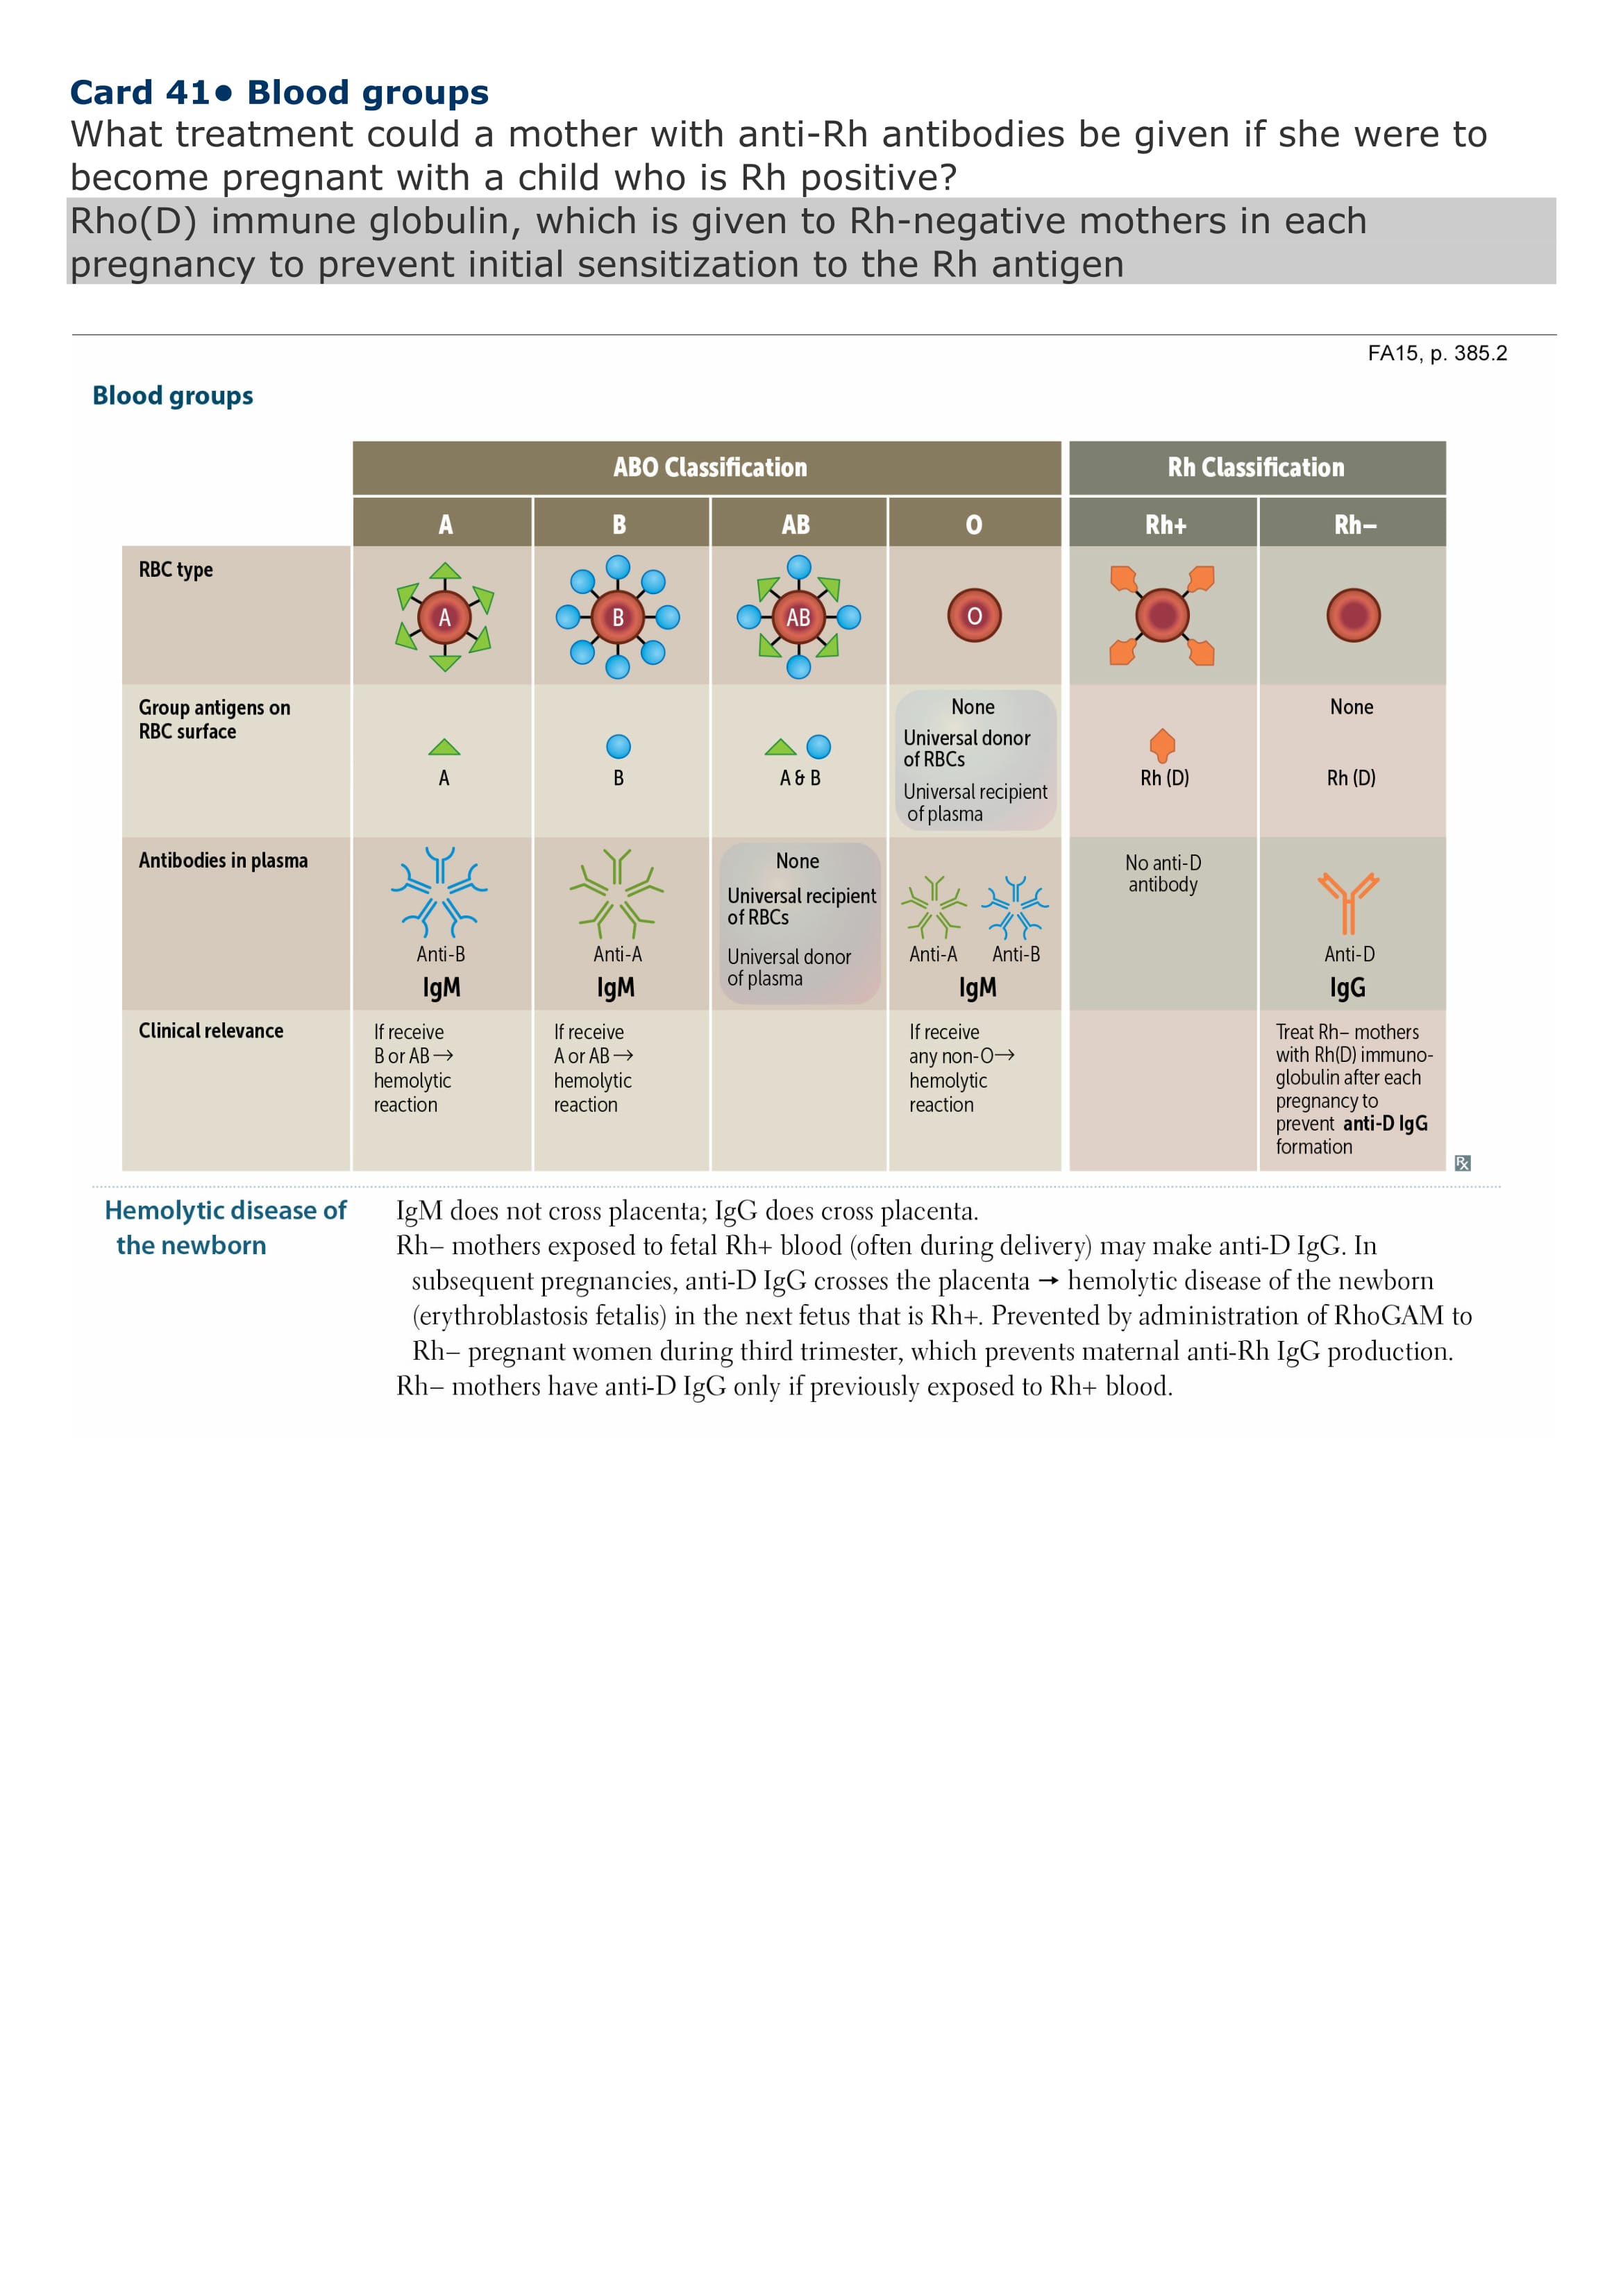 Card 41● Blood groups
What treatment could a mother with anti-Rh antibodies be given if she were to
become pregnant with a child who is Rh positive?
Rho(D) immune globulin, which is given to Rh-negative mothers in each
pregnancy to prevent initial sensitization to the Rh antigen
FA15, p. 385.2
Blood groups
ABO Classification
Rh Classification
A
B
AB
O
Rh+
Rh–
RBC type
A
B
AB
O
Group antigens on
RBC surface
A
B
A & B
None
Universal donor
of RBCs
Universal recipient
of plasma
Rh (D)
None
Rh (D)
Antibodies in plasma
Anti-B
IgM
Anti-A
IgM
None
Universal recipient
of RBCs
Universal donor
of plasma
Anti-A Anti-B
IgM
No anti-D
antibody
Anti-D
IgG
Clinical relevance
If receive
B or AB→
hemolytic
reaction
If receive
A or AB→
hemolytic
reaction
If receive
any non-O→
hemolytic
reaction
Treat Rh– mothers
with Rh(D) immuno-
globulin after each
pregnancy to
prevent anti-D IgG
formation
Rx
Hemolytic disease of
the newborn
IgM does not cross placenta; IgG does cross placenta.
Rh– mothers exposed to fetal Rh+ blood (often during delivery) may make anti-D IgG. In
subsequent pregnancies, anti-D IgG crosses the placenta → hemolytic disease of the newborn
(erythroblastosis fetalis) in the next fetus that is Rh+. Prevented by administration of RhoGAM to
Rh– pregnant women during third trimester, which prevents maternal anti-Rh IgG production.
Rh– mothers have anti-D IgG only if previously exposed to Rh+ blood.